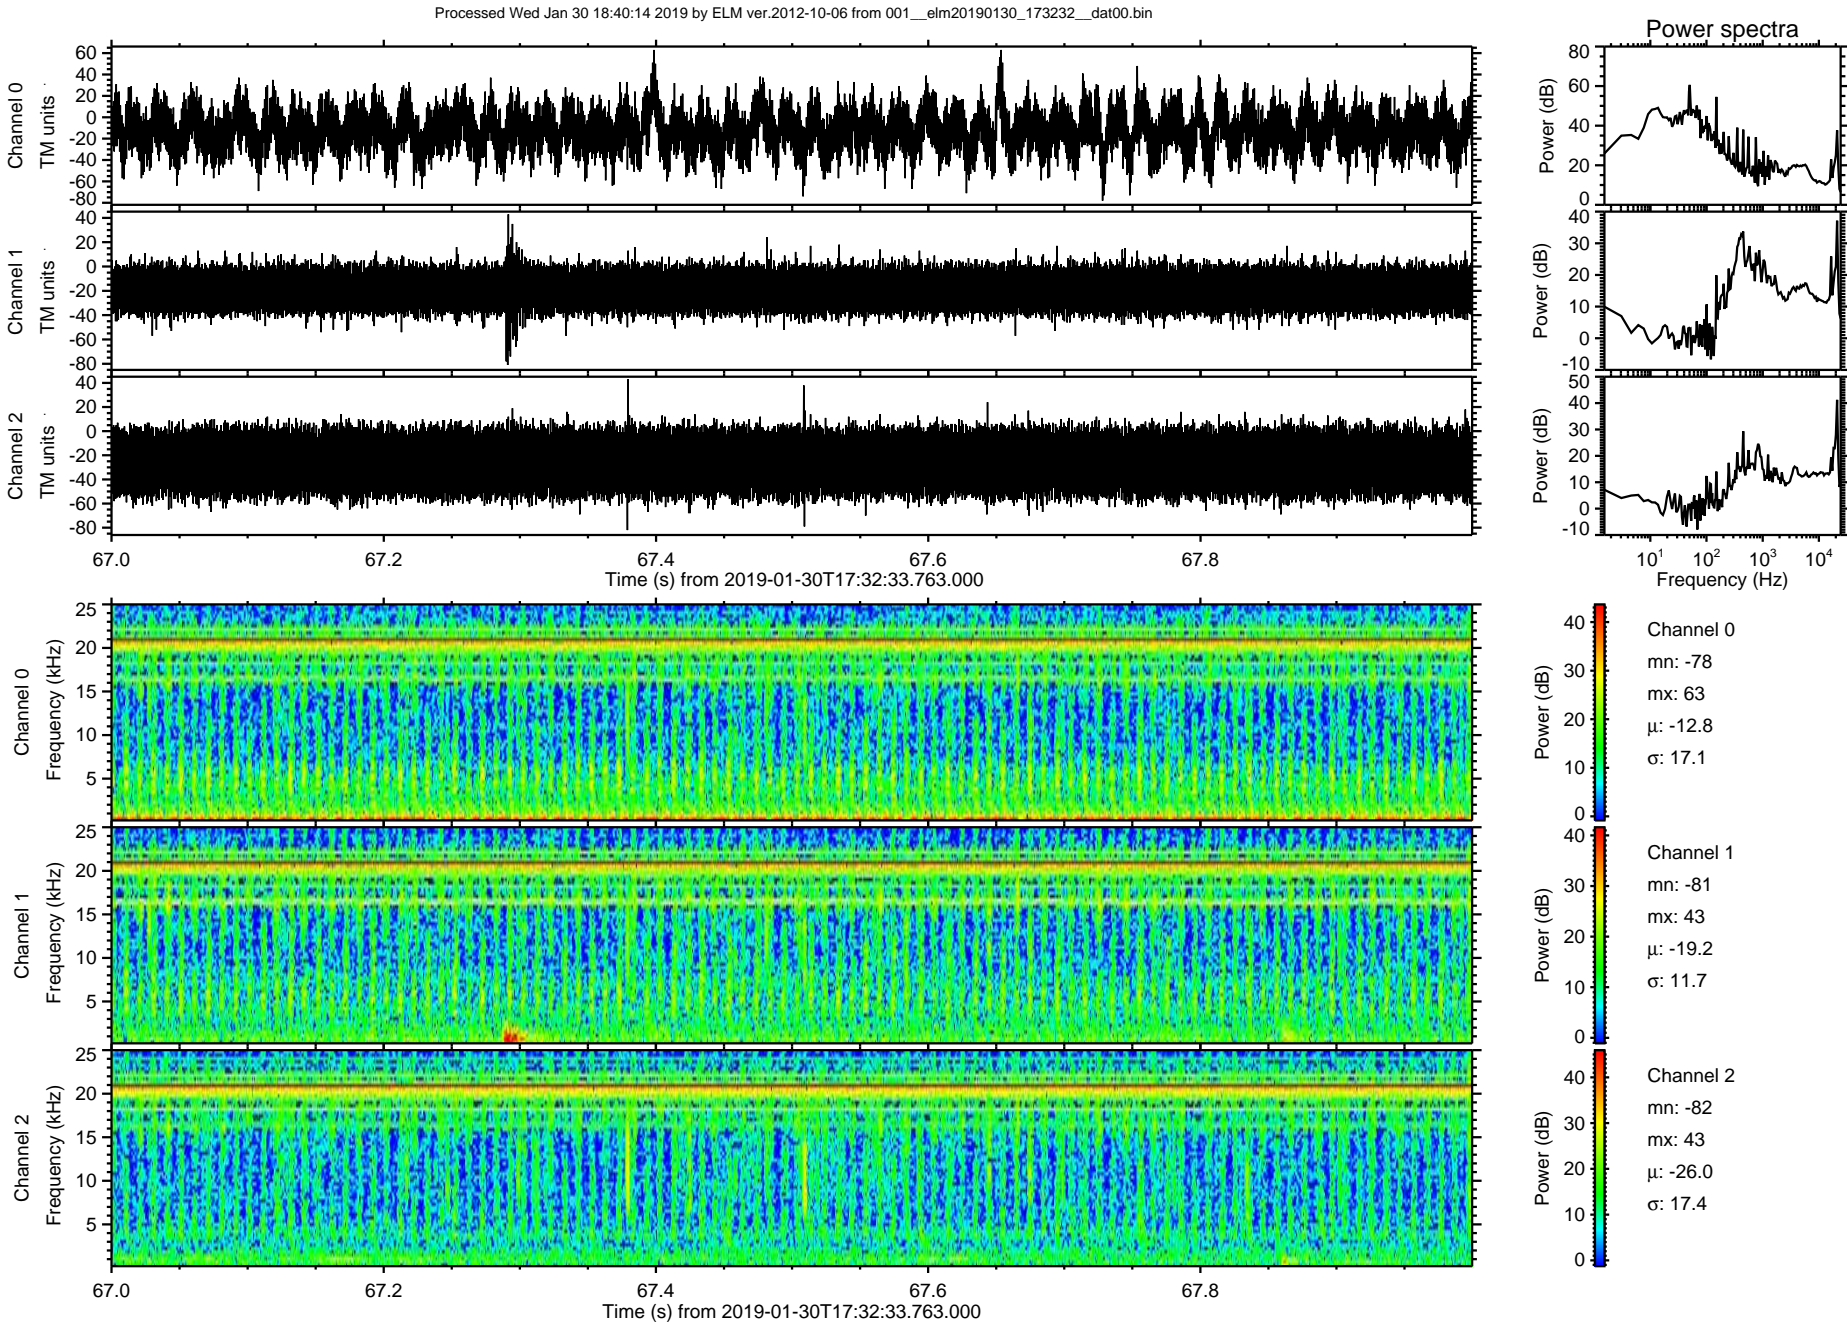 Processed Wed Jan 30 18:40:14 2019 by ELM ver.2012-10-06 from 001__elm20190130_173232__dat00.bin
Power spectra
Channel 0
TM units
60
40
20
0
-20
-40
-60
-80
Power (dB)
80
60
40
20
0
Channel 1
TM units
40
20
0
-20
-40
-60
-80
Power (dB)
40
30
20
10
0
-10
Channel 2
TM units
40
20
0
-20
-40
-60
-80
Power (dB)
50
40
30
20
10
0
-10
67.0 67.2 67.4 67.6 67.8
Time (s) from 2019-01-30T17:32:33.763.000
10¹ 10² 10³ 10⁴
Frequency (Hz)
Channel 0
Frequency (kHz)
25
20
15
10
5
Power (dB)
40
30
20
10
0
Channel 0
mn: -78
mx: 63
μ: -12.8
σ: 17.1
Channel 1
Frequency (kHz)
25
20
15
10
5
Power (dB)
40
30
20
10
0
Channel 1
mn: -81
mx: 43
μ: -19.2
σ: 11.7
Channel 2
Frequency (kHz)
25
20
15
10
5
Power (dB)
40
30
20
10
0
Channel 2
mn: -82
mx: 43
μ: -26.0
σ: 17.4
67.0 67.2 67.4 67.6 67.8
Time (s) from 2019-01-30T17:32:33.763.000